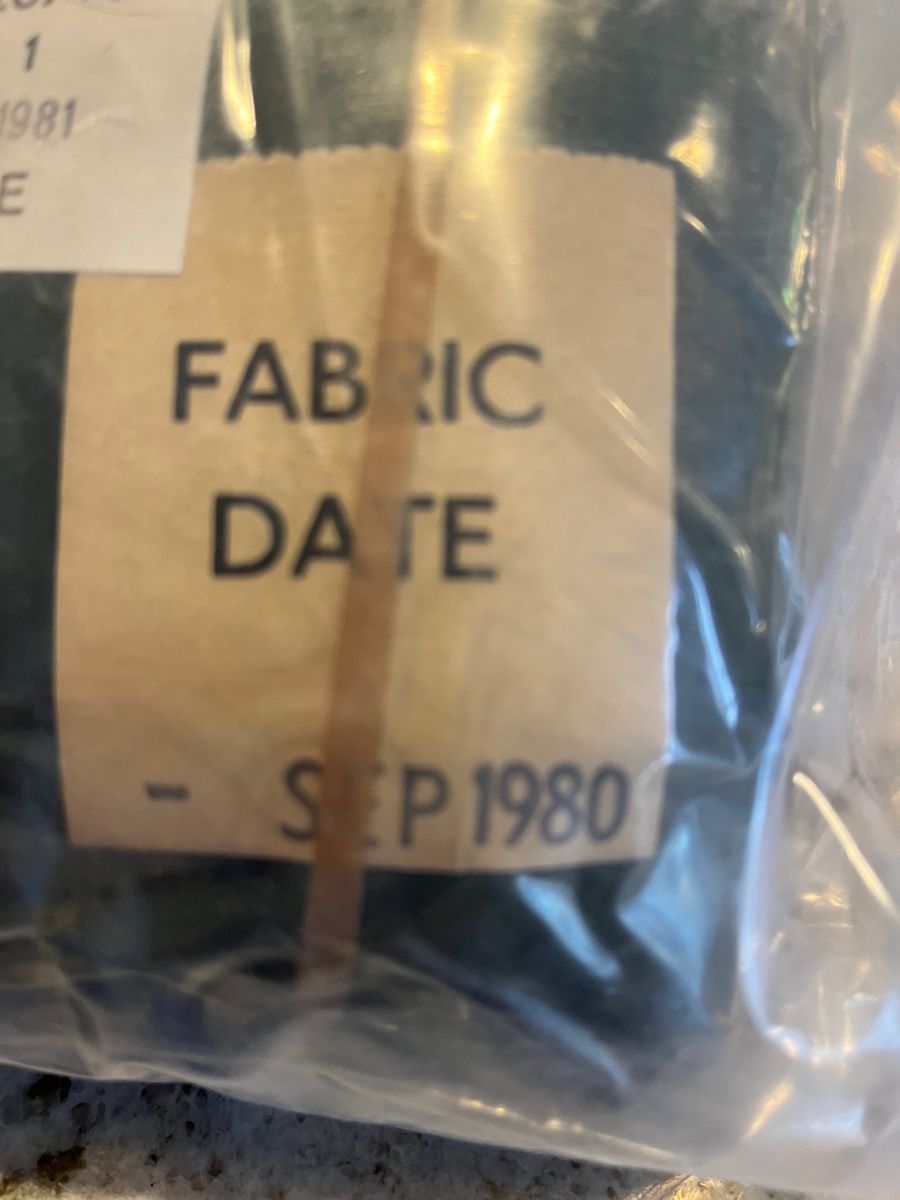 1
1981
E
FABRIC
DATE
- SEP 1980